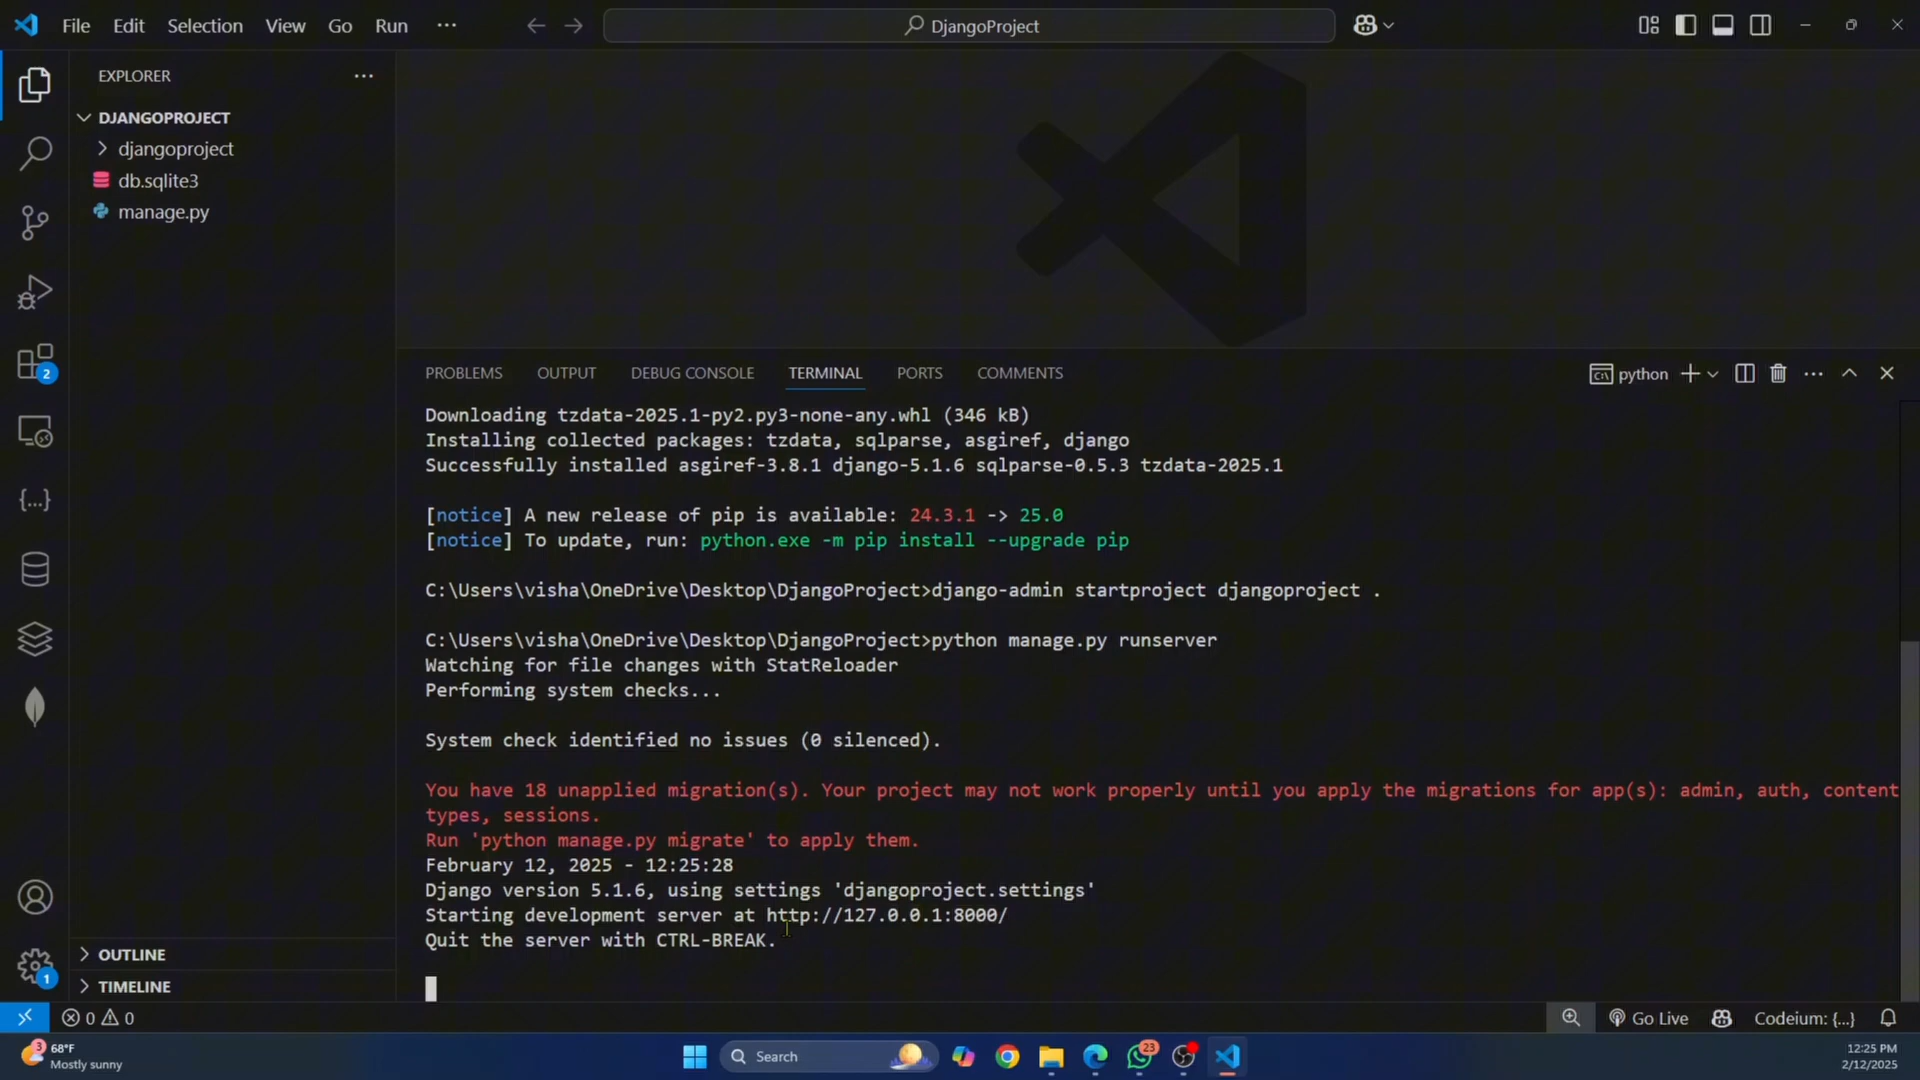 File Edit Selection View Go Run ···
DjangoProject
EXPLORER ···
DJANGOPROJECT
djangoproject
db.sqlite3
manage.py
2
PROBLEMS OUTPUT DEBUG CONSOLE TERMINAL PORTS COMMENTS
python
Downloading tzdata-2025.1-py2.py3-none-any.whl (346 kB)
Installing collected packages: tzdata, sqlparse, asgiref, django
Successfully installed asgiref-3.8.1 django-5.1.6 sqlparse-0.5.3 tzdata-2025.1
[notice] A new release of pip is available: 24.3.1 -> 25.0
[notice] To update, run: python.exe -m pip install --upgrade pip
C:\Users\visha\OneDrive\Desktop\DjangoProject>django-admin startproject djangoproject .
C:\Users\visha\OneDrive\Desktop\DjangoProject>python manage.py runserver
Watching for file changes with StatReloader
Performing system checks...
System check identified no issues (0 silenced).
You have 18 unapplied migration(s). Your project may not work properly until you apply the migrations for app(s): admin, auth, content
types, sessions.
Run 'python manage.py migrate' to apply them.
February 12, 2025 - 12:25:28
Django version 5.1.6, using settings 'djangoproject.settings'
Starting development server at http://127.0.0.1:8000/
Quit the server with CTRL-BREAK.
OUTLINE
TIMELINE
1
0 0
Go Live
Codeium: {...}
3
68°F
Mostly sunny
Search
23
12:25 PM
2/12/2025